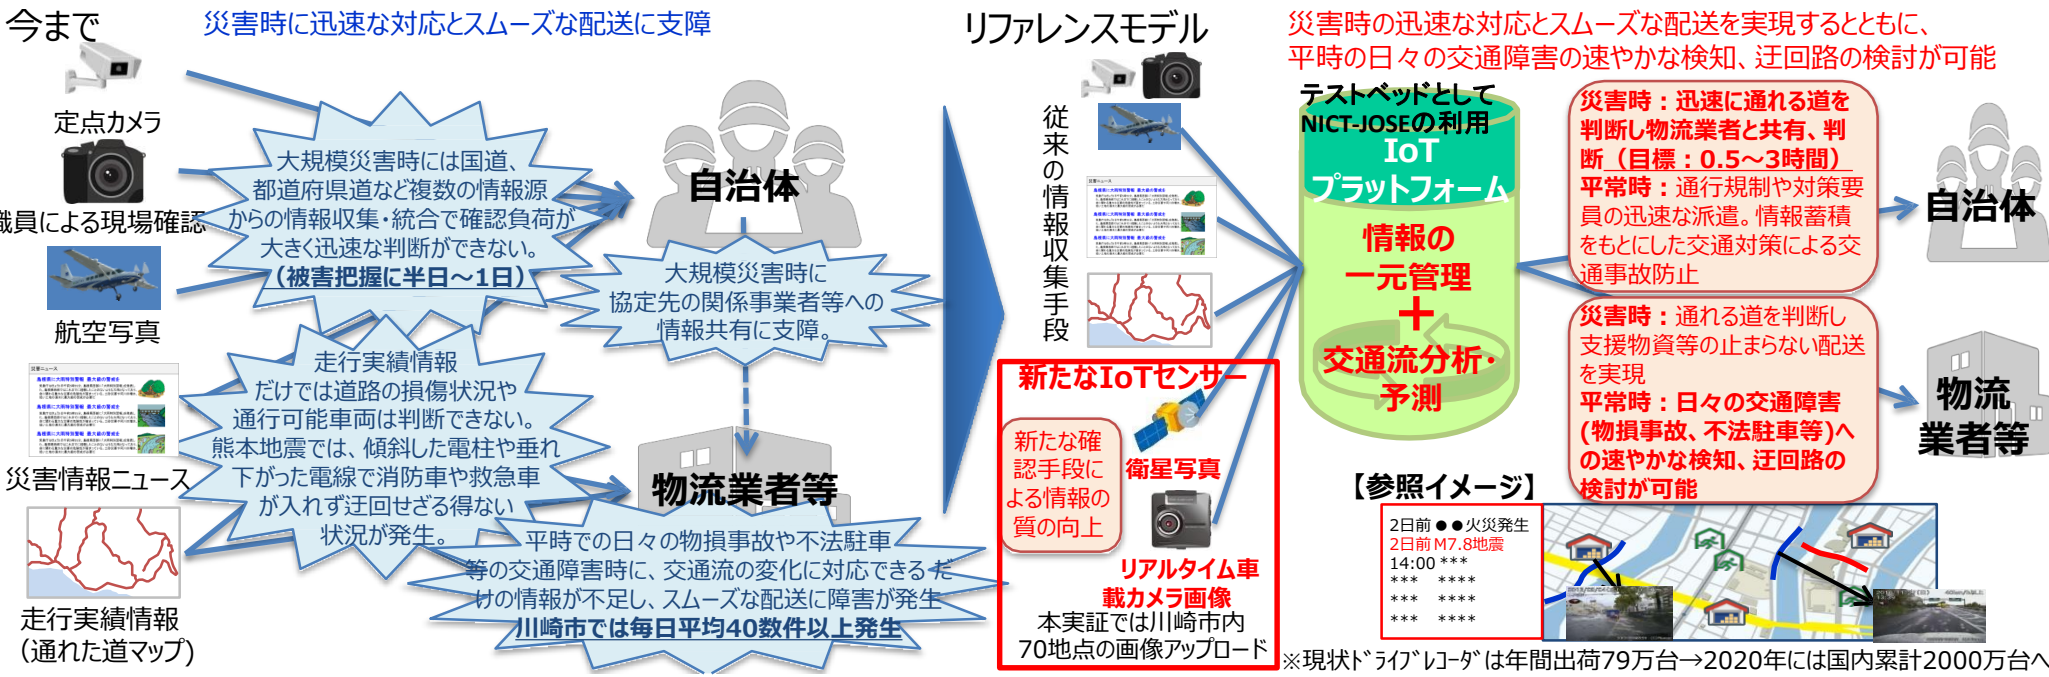 今まで
災害時に迅速な対応とスムーズな配送に支障
定点カメラ
職員による現場確認
航空写真
災害ニュース
災害情報ニュース
走行実績情報
（通れた道マップ)
大規模災害時には国道、
都道府県道など複数の情報源
からの情報収集・統合で確認負荷が
大きく迅速な判断ができない。
（被害把握に半日～1日）
走行実績情報
だけでは道路の損傷状況や
通行可能車両は判断できない。
熊本地震では、傾斜した電柱や垂れ
下がった電線で消防車や救急車
が入れず迂回せざる得ない
状況が発生。
自治体
大規模災害時に
協定先の関係事業者等への
情報共有に支障。
物流業者等
平時での日々の物損事故や不法駐車
等の交通障害時に、交通流の変化に対応できるだ
けの情報が不足し、スムーズな配送に障害が発生
川崎市では毎日平均40数件以上発生
リファレンスモデル
従来の情報収集手段
新たなIoTセンサー
新たな確
認手段に
よる情報の
質の向上
衛星写真
リアルタイム車
載カメラ画像
本実証では川崎市内
70地点の画像アップロード
災害時の迅速な対応とスムーズな配送を実現するとともに、
平時の日々の交通障害の速やかな検知、迂回路の検討が可能
テストベッドとして
NICT-JOSEの利用
IoT
プラットフォーム
情報の
一元管理
＋
交通流分析・
予測
災害時：迅速に通れる道を
判断し物流業者と共有、判
断（目標：0.5～3時間）
平常時：通行規制や対策要
員の迅速な派遣。情報蓄積
をもとにした交通対策による交
通事故防止
自治体
災害時：通れる道を判断し
支援物資等の止まらない配送
を実現
平常時：日々の交通障害
(物損事故、不法駐車等)へ
の速やかな検知、迂回路の
検討が可能
物流
業者等
【参照イメージ】
2日前 ●●火災発生
2日前 M7.8地震
14:00 ***
*** ****
*** ****
*** ****
※現状ﾄﾞﾗｲﾌﾞﾚｺｰﾀﾞは年間出荷79万台→2020年には国内累計2000万台へ